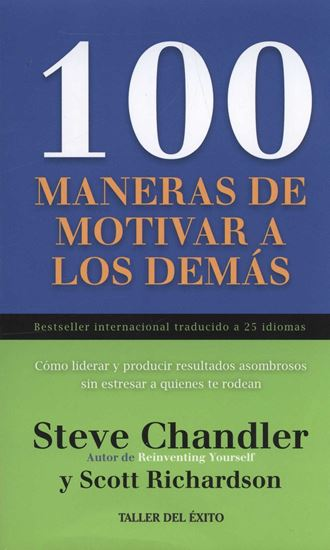 100
MANERAS DE
MOTIVAR A
LOS DEMÁS
Bestseller internacional traducido a 25 idiomas
Cómo liderar y producir resultados asombrosos
sin estresar a quienes te rodean
Steve Chandler
Autor de Reinventing Yourself
y Scott Richardson
TALLER DEL ÉXITO